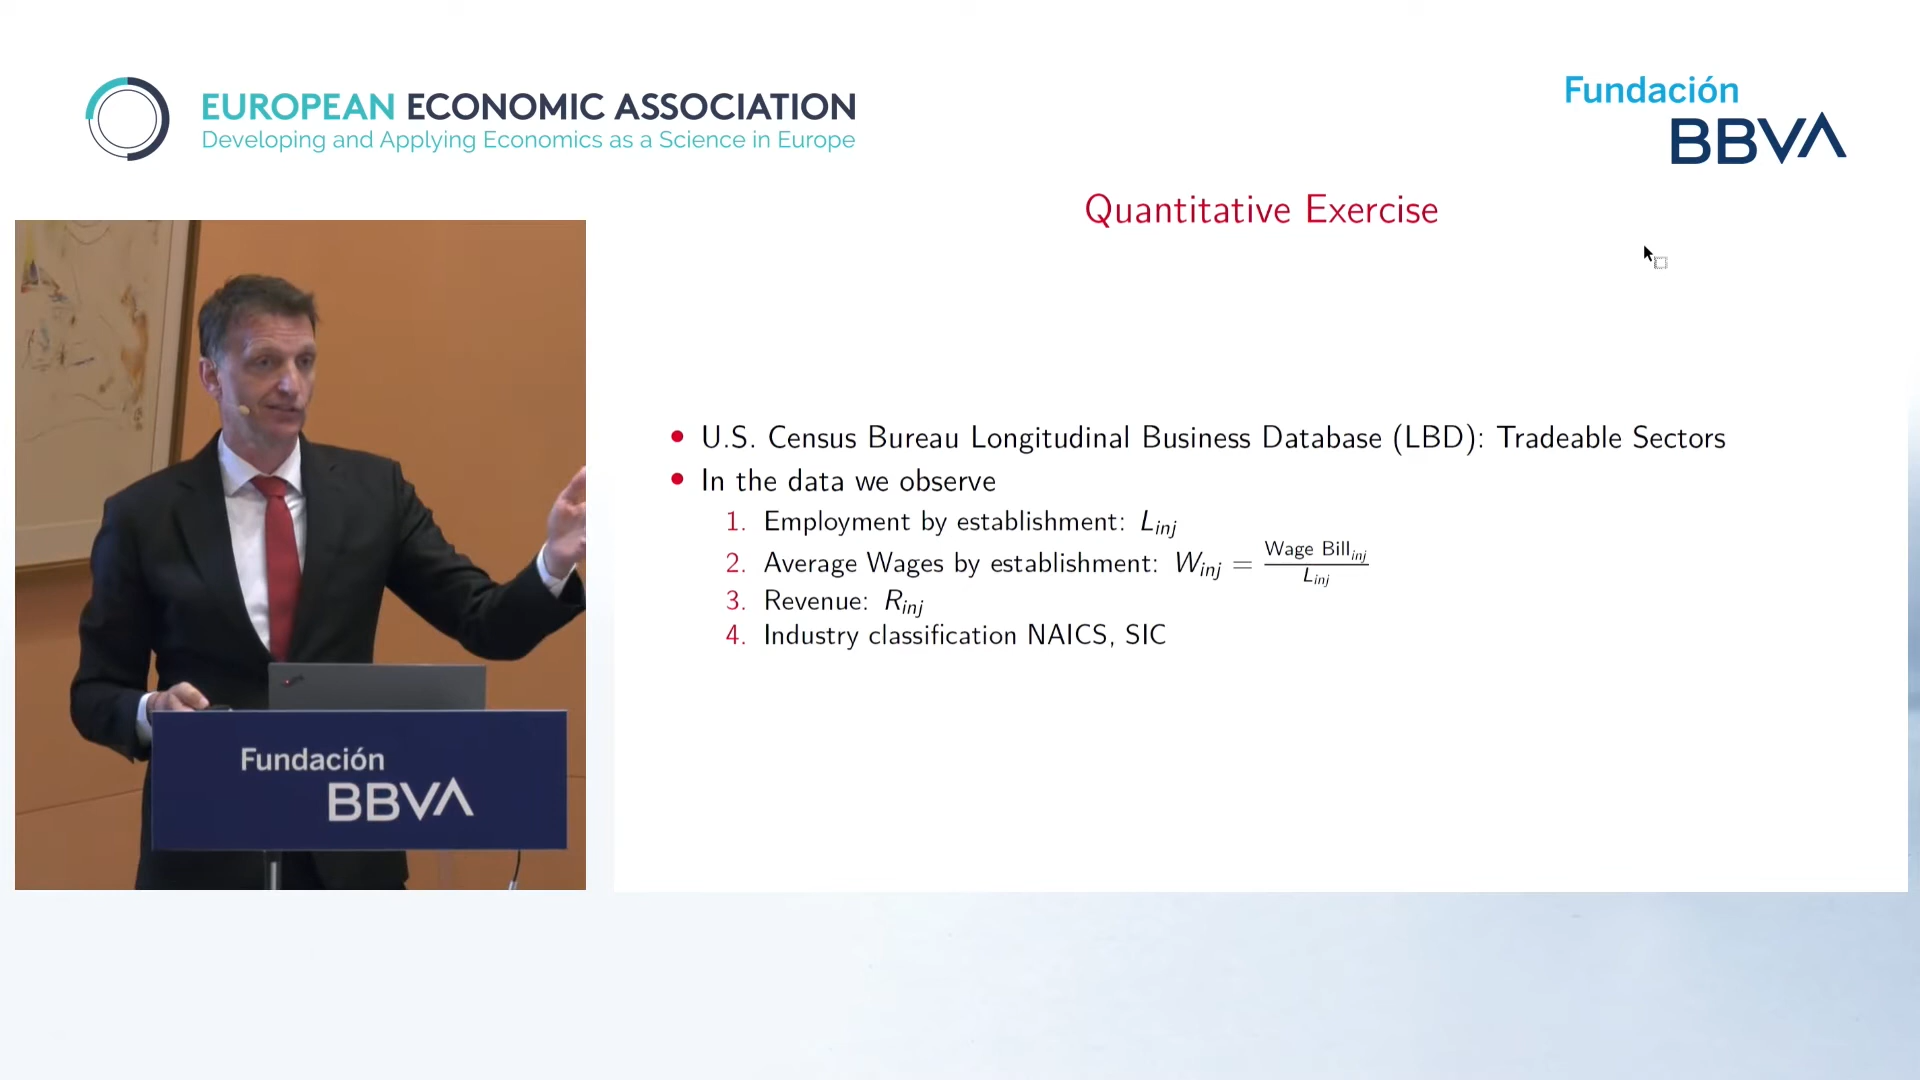 EUROPEAN ECONOMIC ASSOCIATION
Developing and Applying Economics as a Science in Europe
Fundación
BBVA
Quantitative Exercise
• U.S. Census Bureau Longitudinal Business Database (LBD): Tradeable Sectors
• In the data we observe
1. Employment by establishment: L_inj
2. Average Wages by establishment: W_inj = Wage Bill_inj / L_inj
3. Revenue: R_inj
4. Industry classification NAICS, SIC
Fundación
BBVA